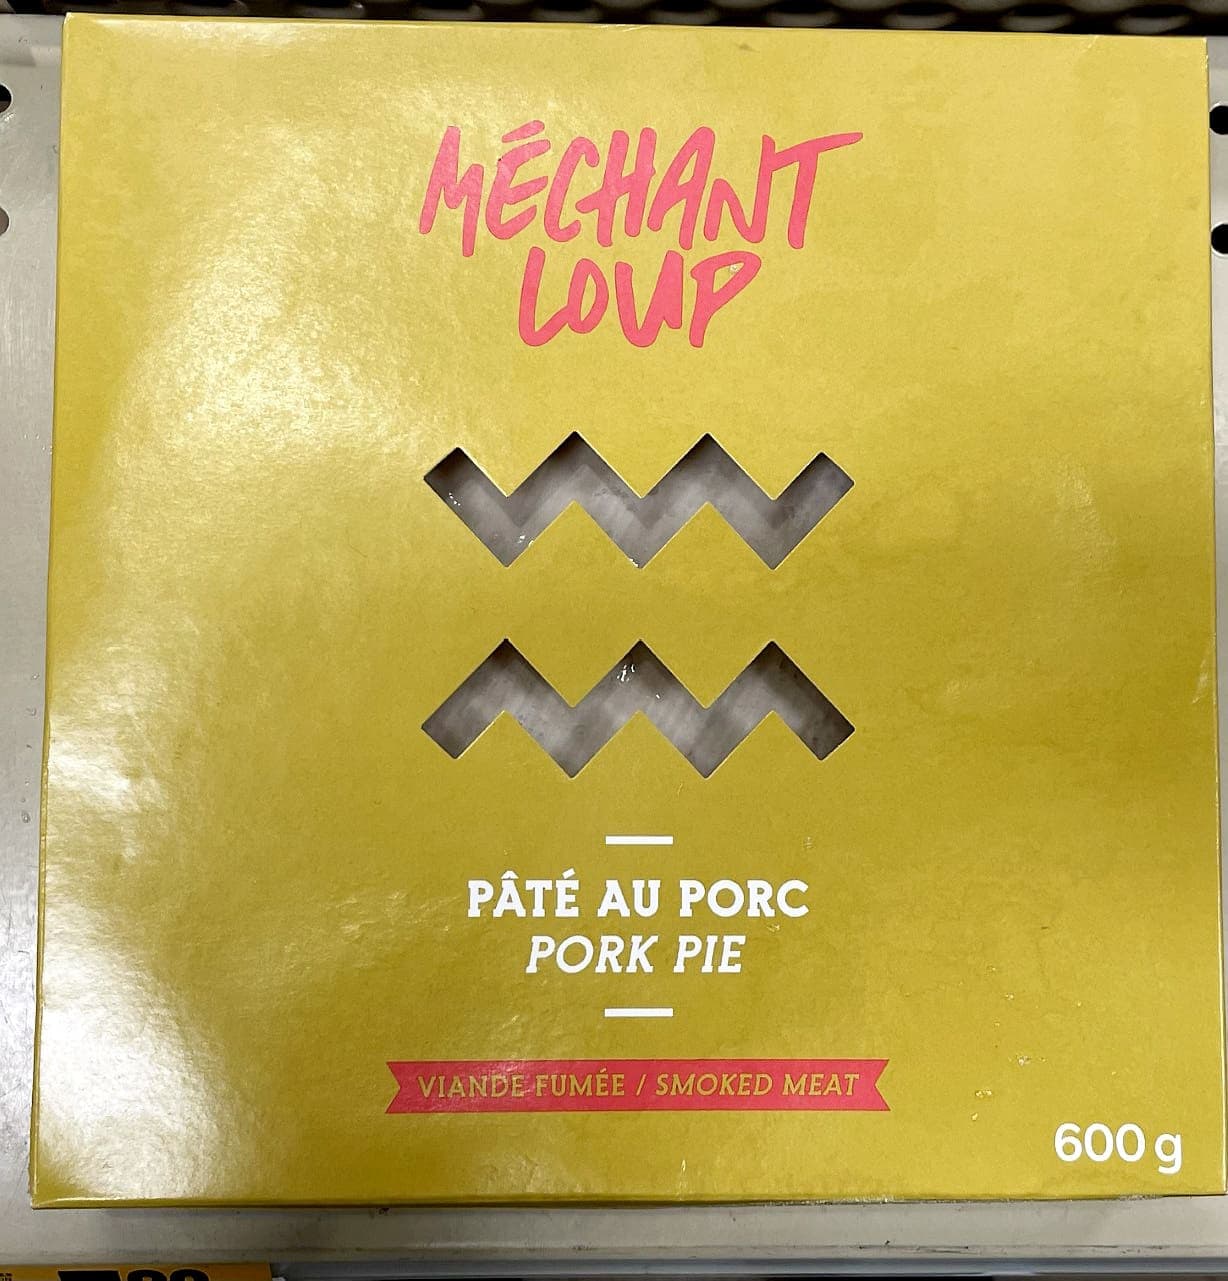 MÉCHANT
LOUP
PÂTÉ AU PORC
PORK PIE
VIANDE FUMÉE / SMOKED MEAT
600 g